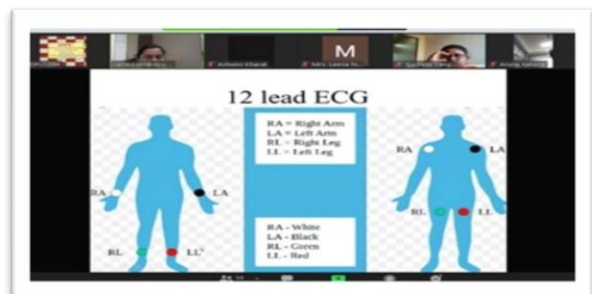 M
12 lead ECG
RA = Right Arm
LA = Left Arm
RL - Right Leg
LL - Left Leg
RA
LA
RA
LA
RL
LL
RL
LL
RA - White
LA - Black
RL - Green
LL - Red